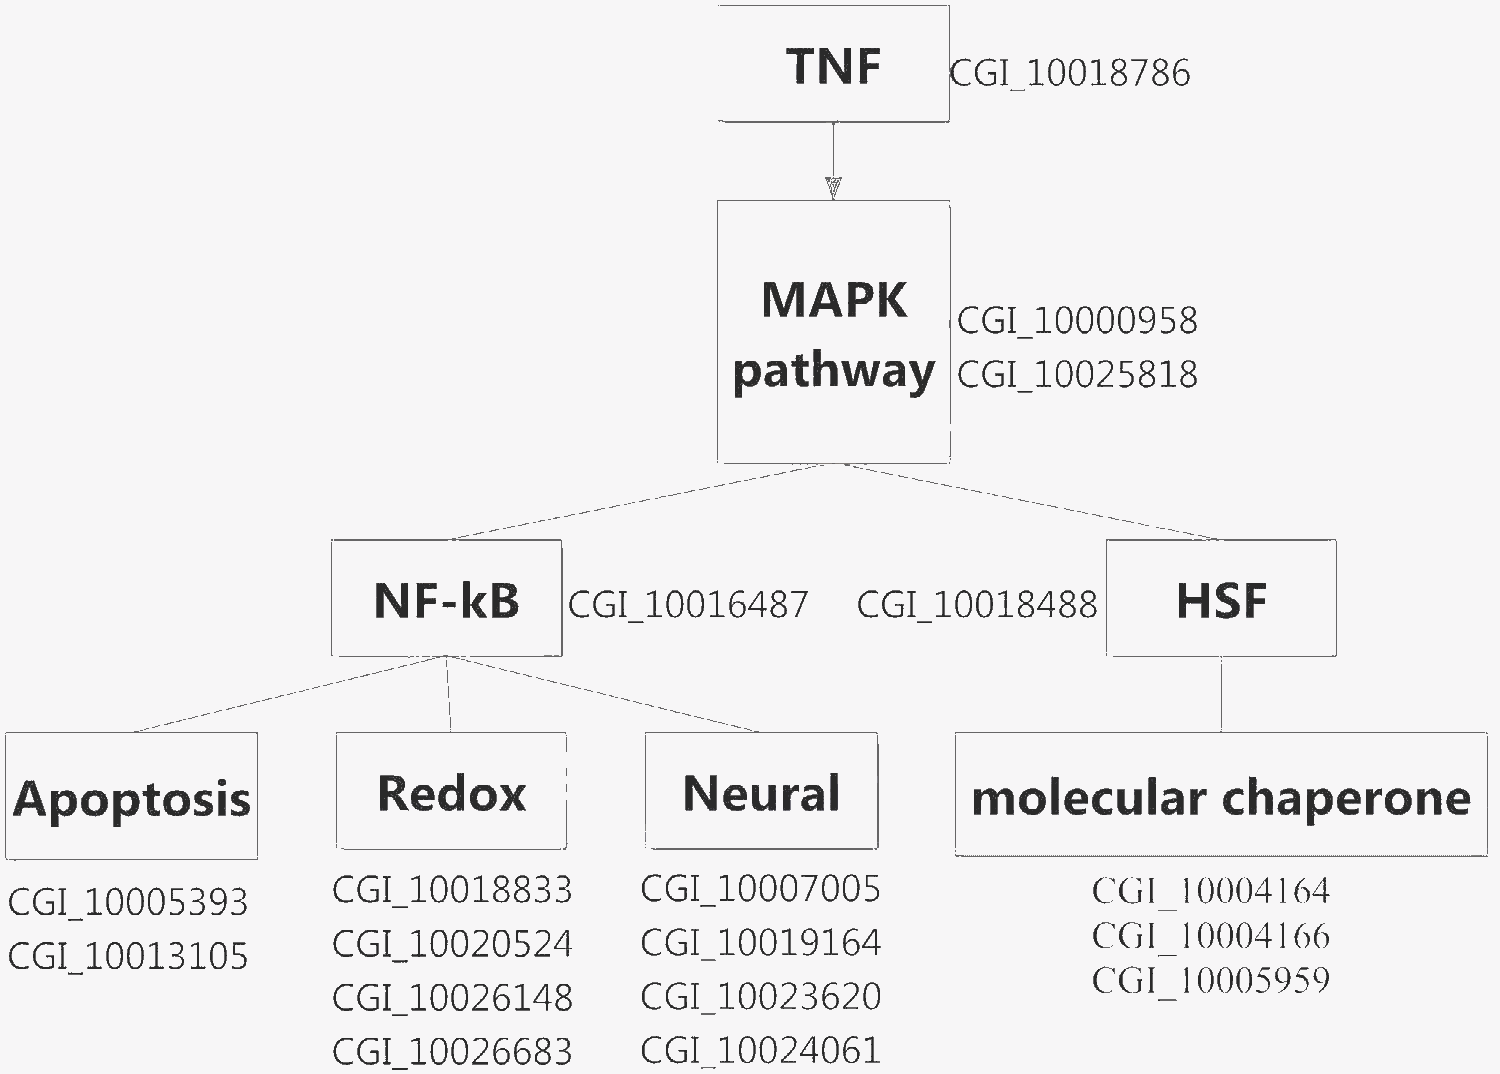 TNF
CGI_10018786
MAPK
pathway
CGI_10000958
CGI_10025818
NF-kB
CGI_10016487
CGI_10018488
HSF
Apoptosis
CGI_10005393
CGI_10013105
Redox
CGI_10018833
CGI_10020524
CGI_10026148
CGI_10026683
Neural
CGI_10007005
CGI_10019164
CGI_10023620
CGI_10024061
molecular chaperone
CGI_10004164
CGI_10004166
CGI_10005959